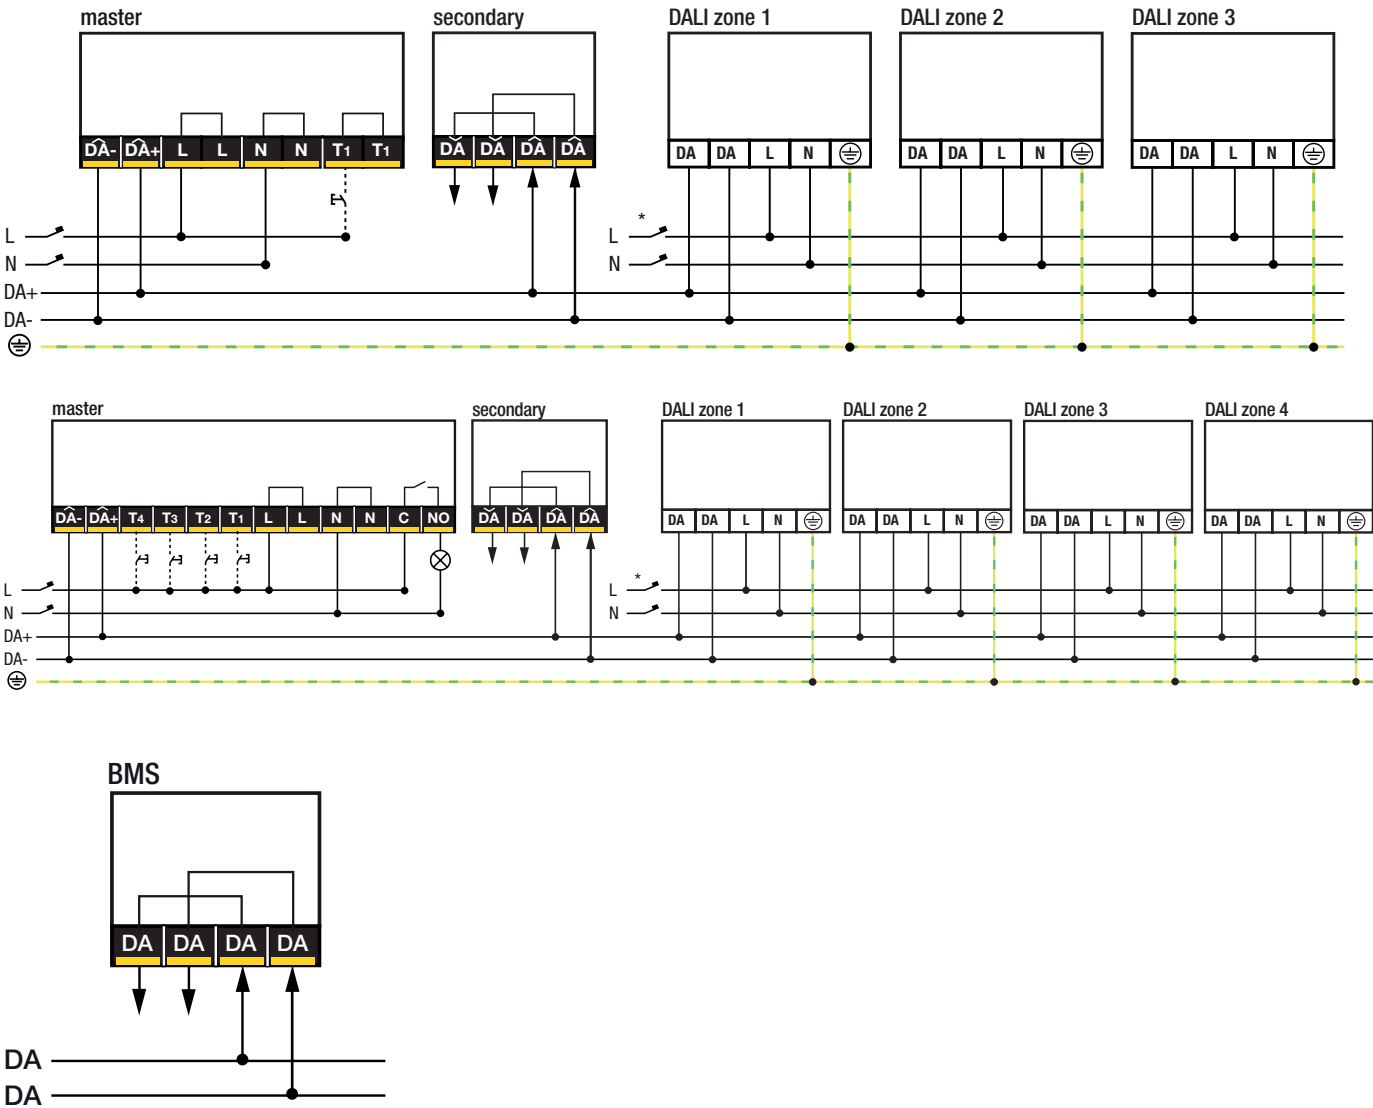 master secondary DALI zone 1 DALI zone 2 DALI zone 3
DA- DA+ L L N N T1 T1 DA DA DA DA DA DA L N DA DA L N DA DA L N
*
L L
N N
DA+
DA-
master secondary DALI zone 1 DALI zone 2 DALI zone 3 DALI zone 4
DA- DA+ T4 T3 T2 T1 L L N N C NO DA DA DA DA DA DA L N DA DA L N DA DA L N DA DA L N
*
L L
N N
DA+
DA-
BMS
DA DA DA DA
DA
DA